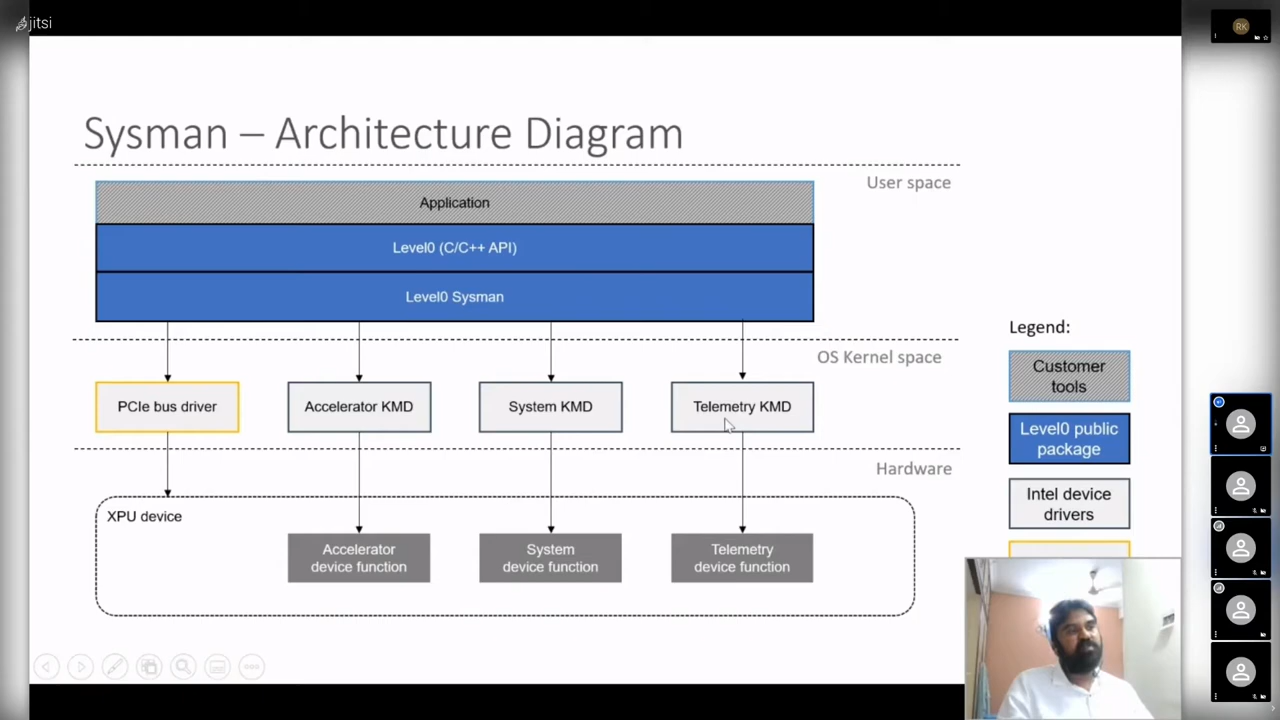 jitsi
RK
Sysman – Architecture Diagram
User space
Application
Level0 (C/C++ API)
Level0 Sysman
Legend:
OS Kernel space
Customer
tools
PCIe bus driver
Accelerator KMD
System KMD
Telemetry KMD
Level0 public
package
Hardware
Intel device
drivers
XPU device
Accelerator
device function
System
device function
Telemetry
device function